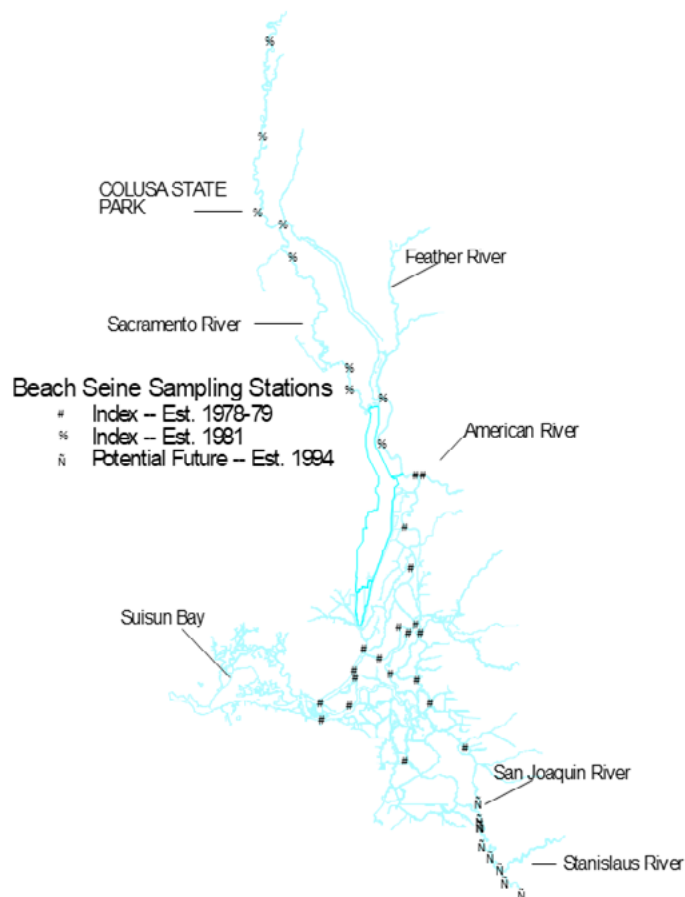 %
%
COLUSA STATE
PARK
%
%
%
Feather River
Sacramento River
%
%
%
Beach Seine Sampling Stations
# Index -- Est. 1978-79
% Index -- Est. 1981
Ñ Potential Future -- Est. 1994
%
American River
##
#
#
#
#
#
#
Suisun Bay
#
#
#
#
#
#
#
#
#
#
#
#
#
San Joaquin River
Ñ
Ñ
Ñ
Ñ
Ñ
Ñ
Stanislaus River
Ñ
Ñ